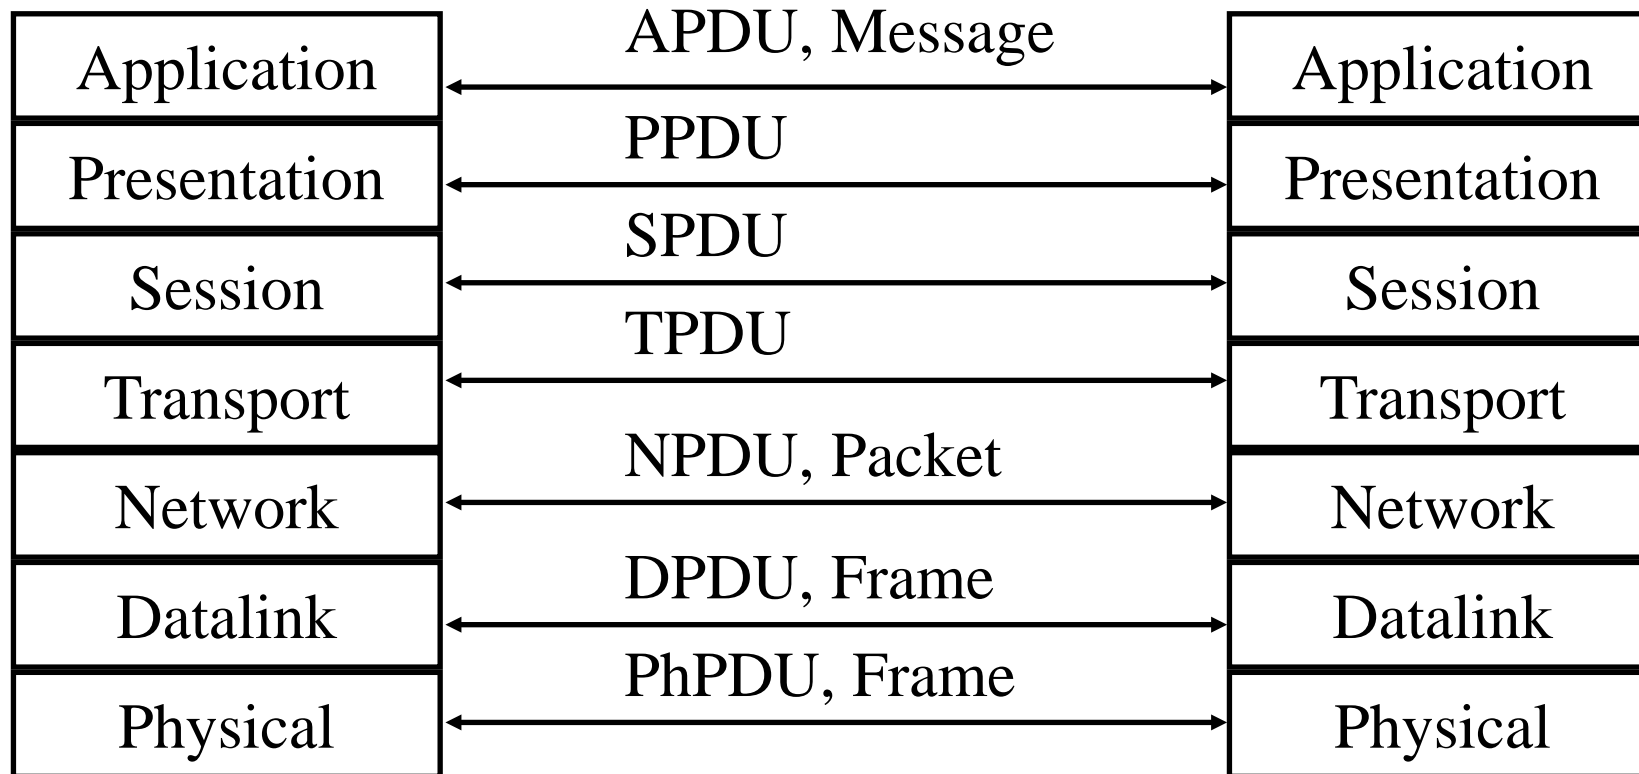 Application
APDU, Message
Application
Presentation
PPDU
Presentation
Session
SPDU
Session
Transport
TPDU
Transport
Network
NPDU, Packet
Network
Datalink
DPDU, Frame
Datalink
Physical
PhPDU, Frame
Physical